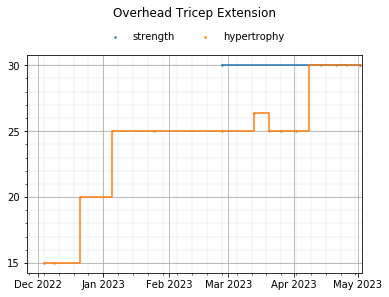 Overhead Tricep Extension
strength hypertrophy
30
25
20
15
Dec 2022 Jan 2023 Feb 2023 Mar 2023 Apr 2023 May 2023